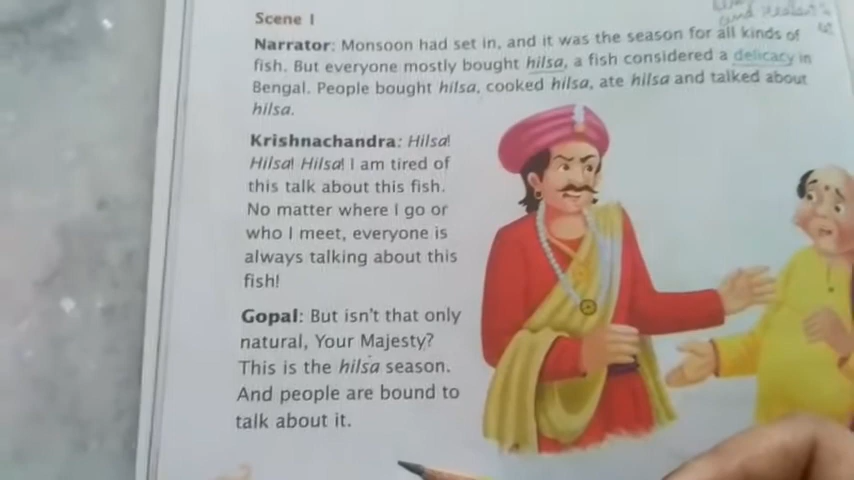 Scene I
Narrator: Monsoon had set in, and it was the season for all kinds of
fish. But everyone mostly bought hilsa, a fish considered a delicacy in
Bengal. People bought hilsa, cooked hilsa, ate hilsa and talked about
hilsa.
Krishnachandra: Hilsa!
Hilsa! Hilsa! I am tired of
this talk about this fish.
No matter where I go or
who I meet, everyone is
always talking about this
fish!
Gopal: But isn't that only
natural, Your Majesty?
This is the hilsa season.
And people are bound to
talk about it.